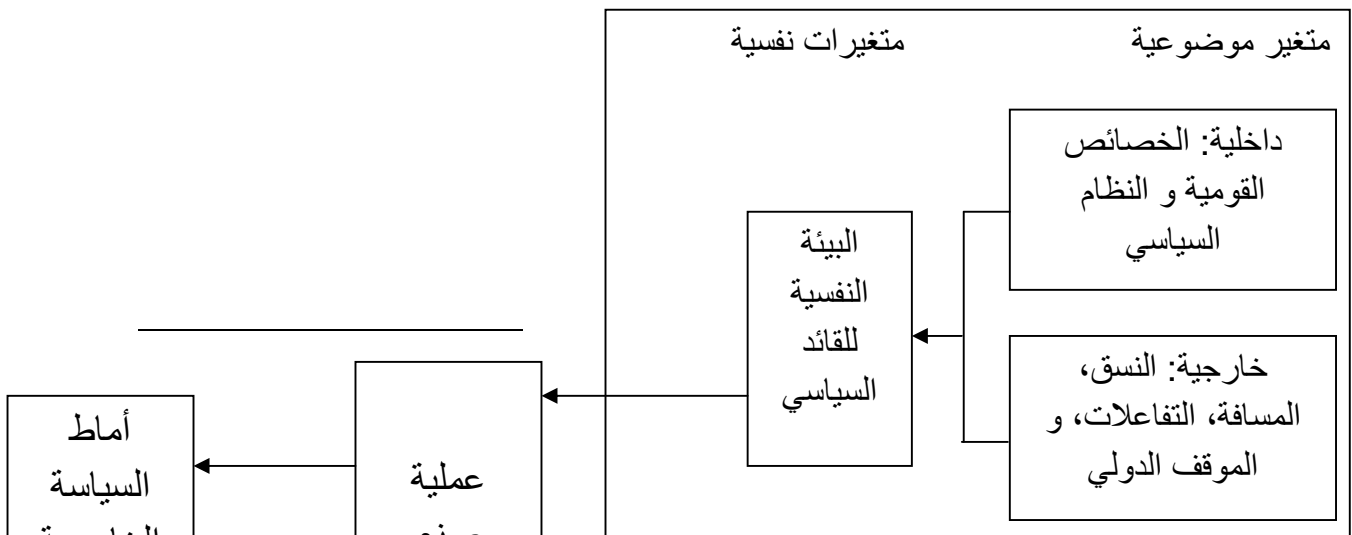 متغير موضوعية
متغيرات نفسية
داخلية: الخصائص
القومية و النظام
السياسي
خارجية: النسق،
المسافة، التفاعلات، و
الموقف الدولي
البيئة
النفسية
للقائد
السياسي
عملية
أماط
السياسة